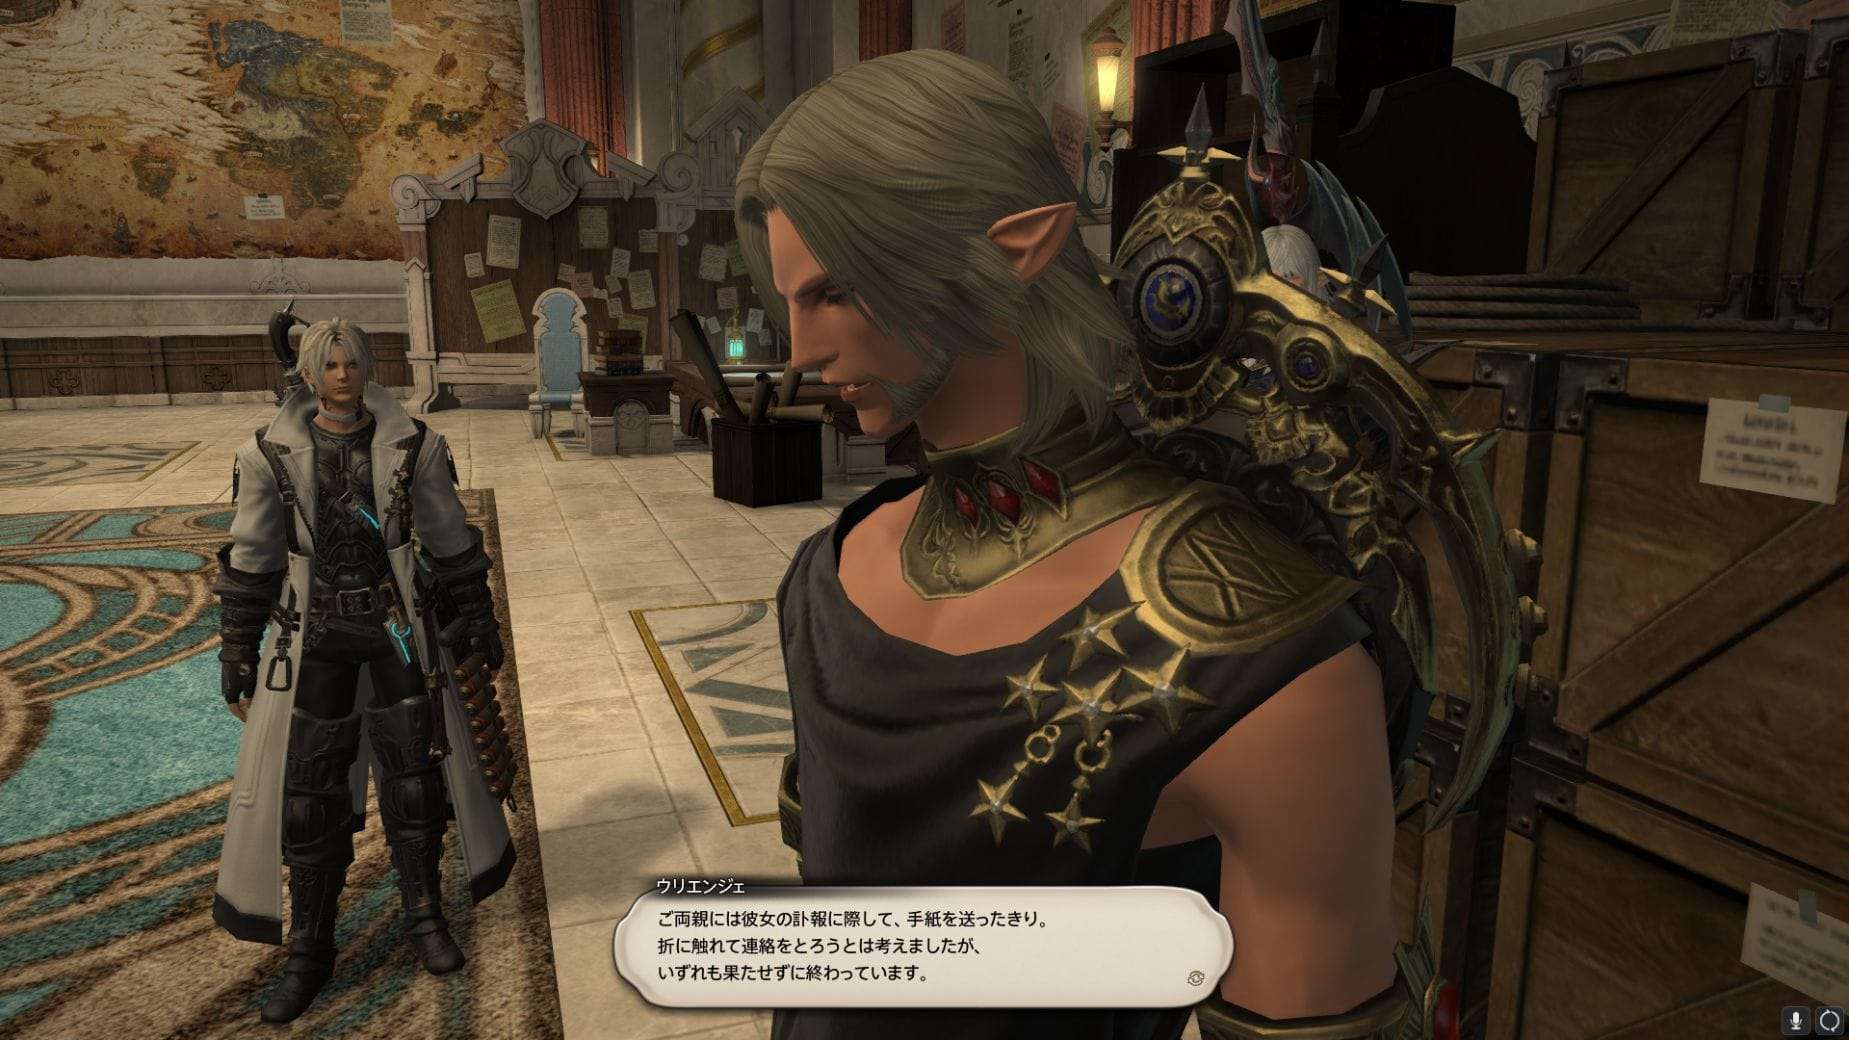 ウリエンジェ
ご両親には彼女の訃報に際して、手紙を送ったきり。
折に触れて連絡をとろうとは考えましたが、
いずれも果たせずに終わっています。